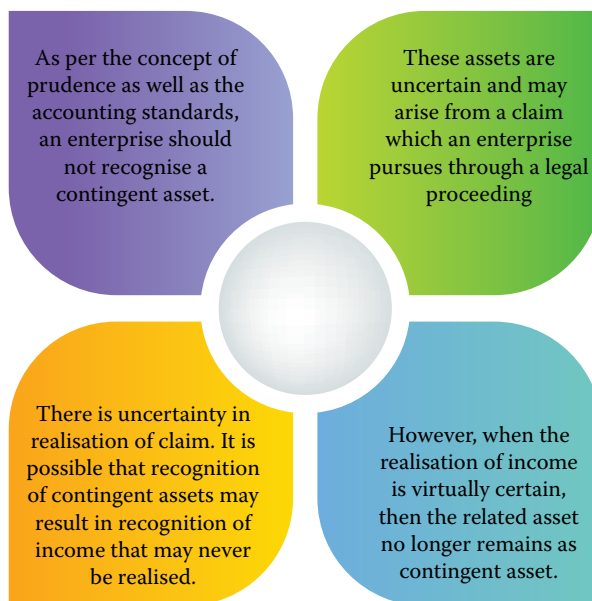 As per the concept of
prudence as well as the
accounting standards,
an enterprise should
not recognise a
contingent asset.
These assets are
uncertain and may
arise from a claim
which an enterprise
pursues through a legal
proceeding
There is uncertainty in
realisation of claim. It is
possible that recognition
of contingent assets may
result in recognition of
income that may never
be realised.
However, when the
realisation of income
is virtually certain,
then the related asset
no longer remains as
contingent asset.